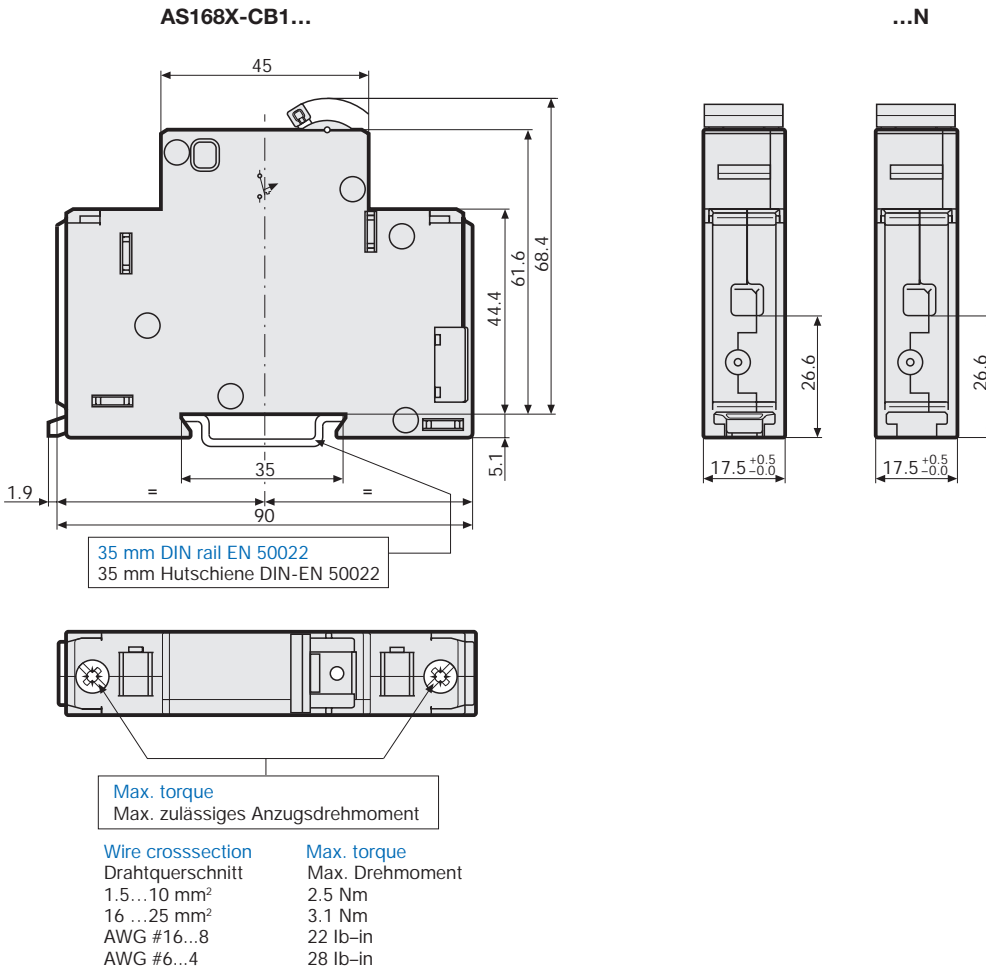 AS168X-CB1…
…N
45
61.6
68.4
44.4
5.1
35
1.9
=
=
90
26.6
26.6
17.5 +0.5 −0.0
17.5 +0.5 −0.0
35 mm DIN rail EN 50022
35 mm Hutschiene DIN-EN 50022
Max. torque
Max. zulässiges Anzugsdrehmoment
Wire crosssection Max. torque
Drahtquerschnitt Max. Drehmoment
1.5…10 mm² 2.5 Nm
16 …25 mm² 3.1 Nm
AWG #16...8 22 lb–in
AWG #6...4 28 lb–in